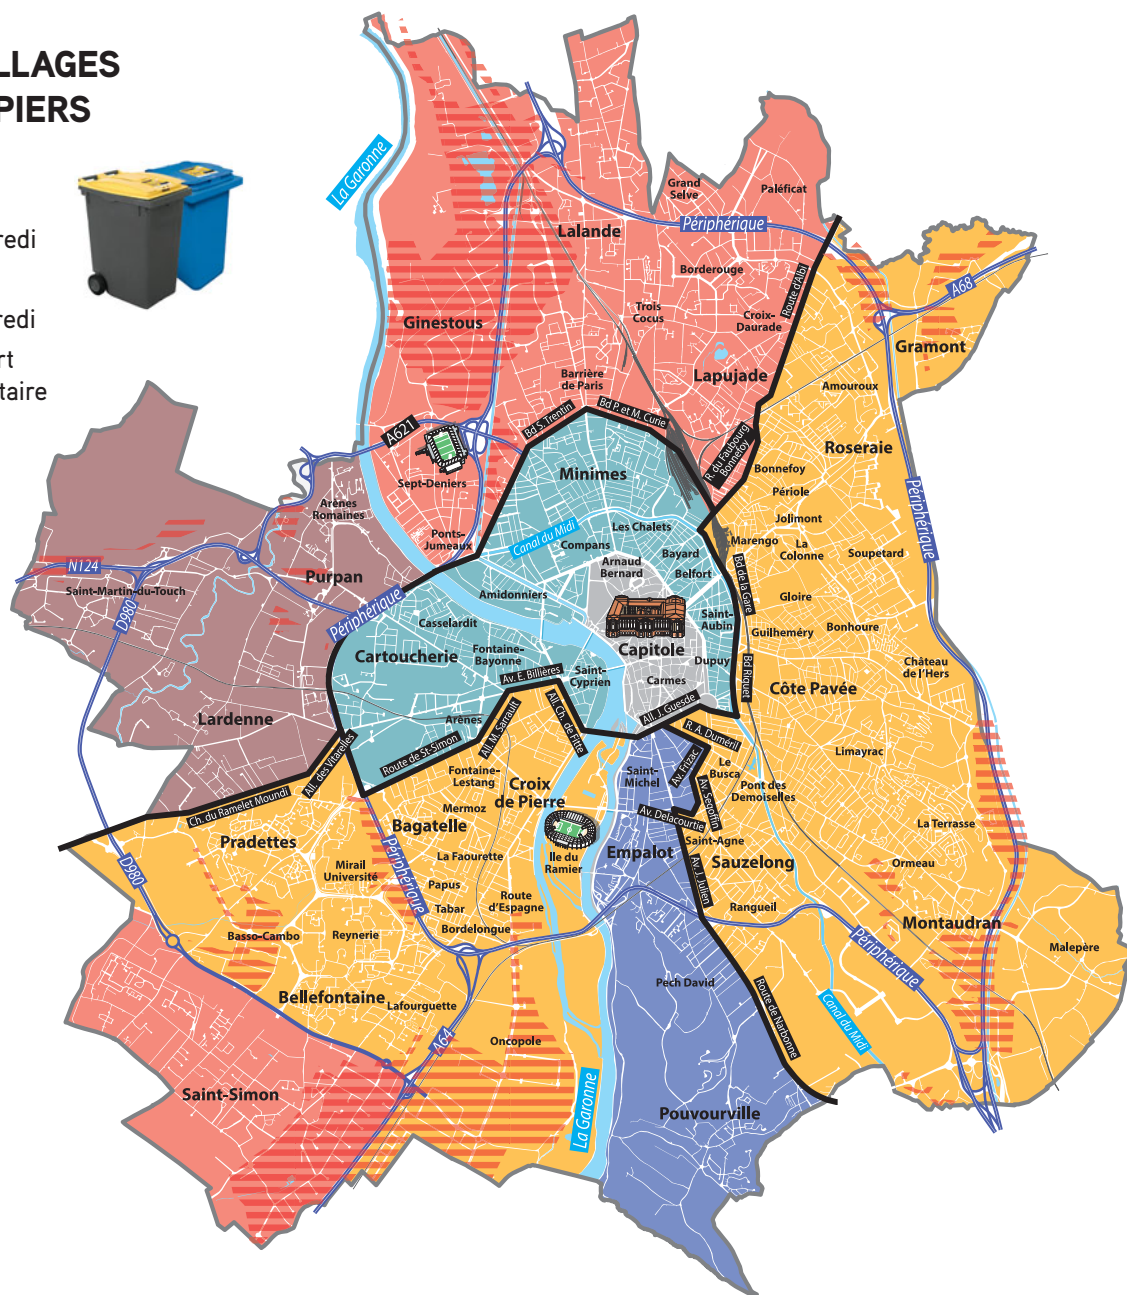 LLAGES
PIERS
redi
redi
rt
taire
La Garonne
Grand
Selve
Paléficat
Périphérique
Lalande
Borderouge
Route d'Albi
A68
Trois
Cocus
Croix-
Daurade
Ginestous
Gramont
Lapujade
Barrière
de Paris
Amouroux
Bd S. Trentin
Bd P. et M. Curie
A621
R. du Faubourg
Bonnefoy
Roseraie
Sept-Deniers
Minimes
Bonnefoy
Périole
Périphérique
Arènes
Romaines
Ponts-
Jumeaux
Canal du Midi
Les Chalets
Compans
Jolimont
Marengo
La
Colonne
Soupetard
Bayard
Arnaud
Bernard
Belfort
Bd de la Gare
N124
Purpan
Saint-Martin-du-Touch
D980
Périphérique
Amidonniers
Gloire
Casselardit
Saint-
Aubin
Guilheméry
Bonhoure
Cartoucherie
Fontaine-
Bayonne
Capitole
Dupuy
Château
de l'Hers
Av. E. Billières
Saint-
Cyprien
Carmes
Bd Riquet
Côte Pavée
Lardenne
Arènes
All. J. Guesde
All. Ch. de Fitte
All. M. Sarrault
R. A. Duméril
Route de St-Simon
All. des Vitarelles
Limayrac
Fontaine-
Lestang
Croix
de Pierre
Saint-
Michel
Av. Frizac
Le
Busca
Pont des
Demoiselles
Av. Segoffin
Mermoz
Ch. du Ramelet Moundi
Av. Delacourtie
Bagatelle
La Terrasse
Pradettes
Saint-Agne
Empalot
Sauzelong
La Faourette
Ile du
Ramier
Mirail
Université
Ormeau
D980
Périphérique
Papus
Tabar
Route
d'Espagne
Av. J. Julien
Rangueil
Montaudran
Bordelongue
Basso-Cambo
Reynerie
Périphérique
Malepère
Pech David
Bellefontaine
Lafourguette
Route de Narbonne
Canal du Midi
A64
Oncopole
Saint-Simon
La Garonne
Pouvourville